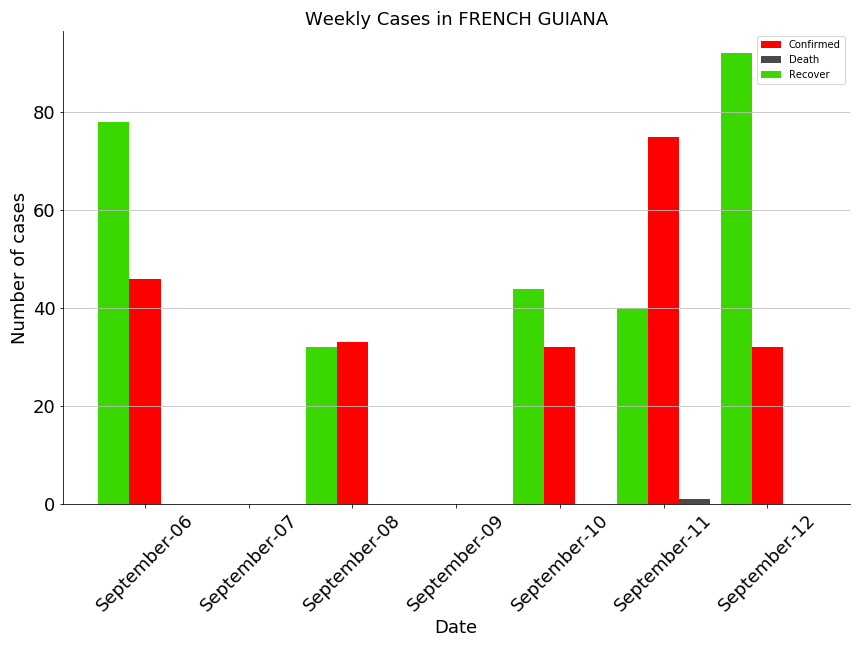 Weekly Cases in FRENCH GUIANA
Confirmed
Death
Recover
Number of cases
80
60
40
20
0
September-06
September-07
September-08
September-09
September-10
September-11
September-12
Date